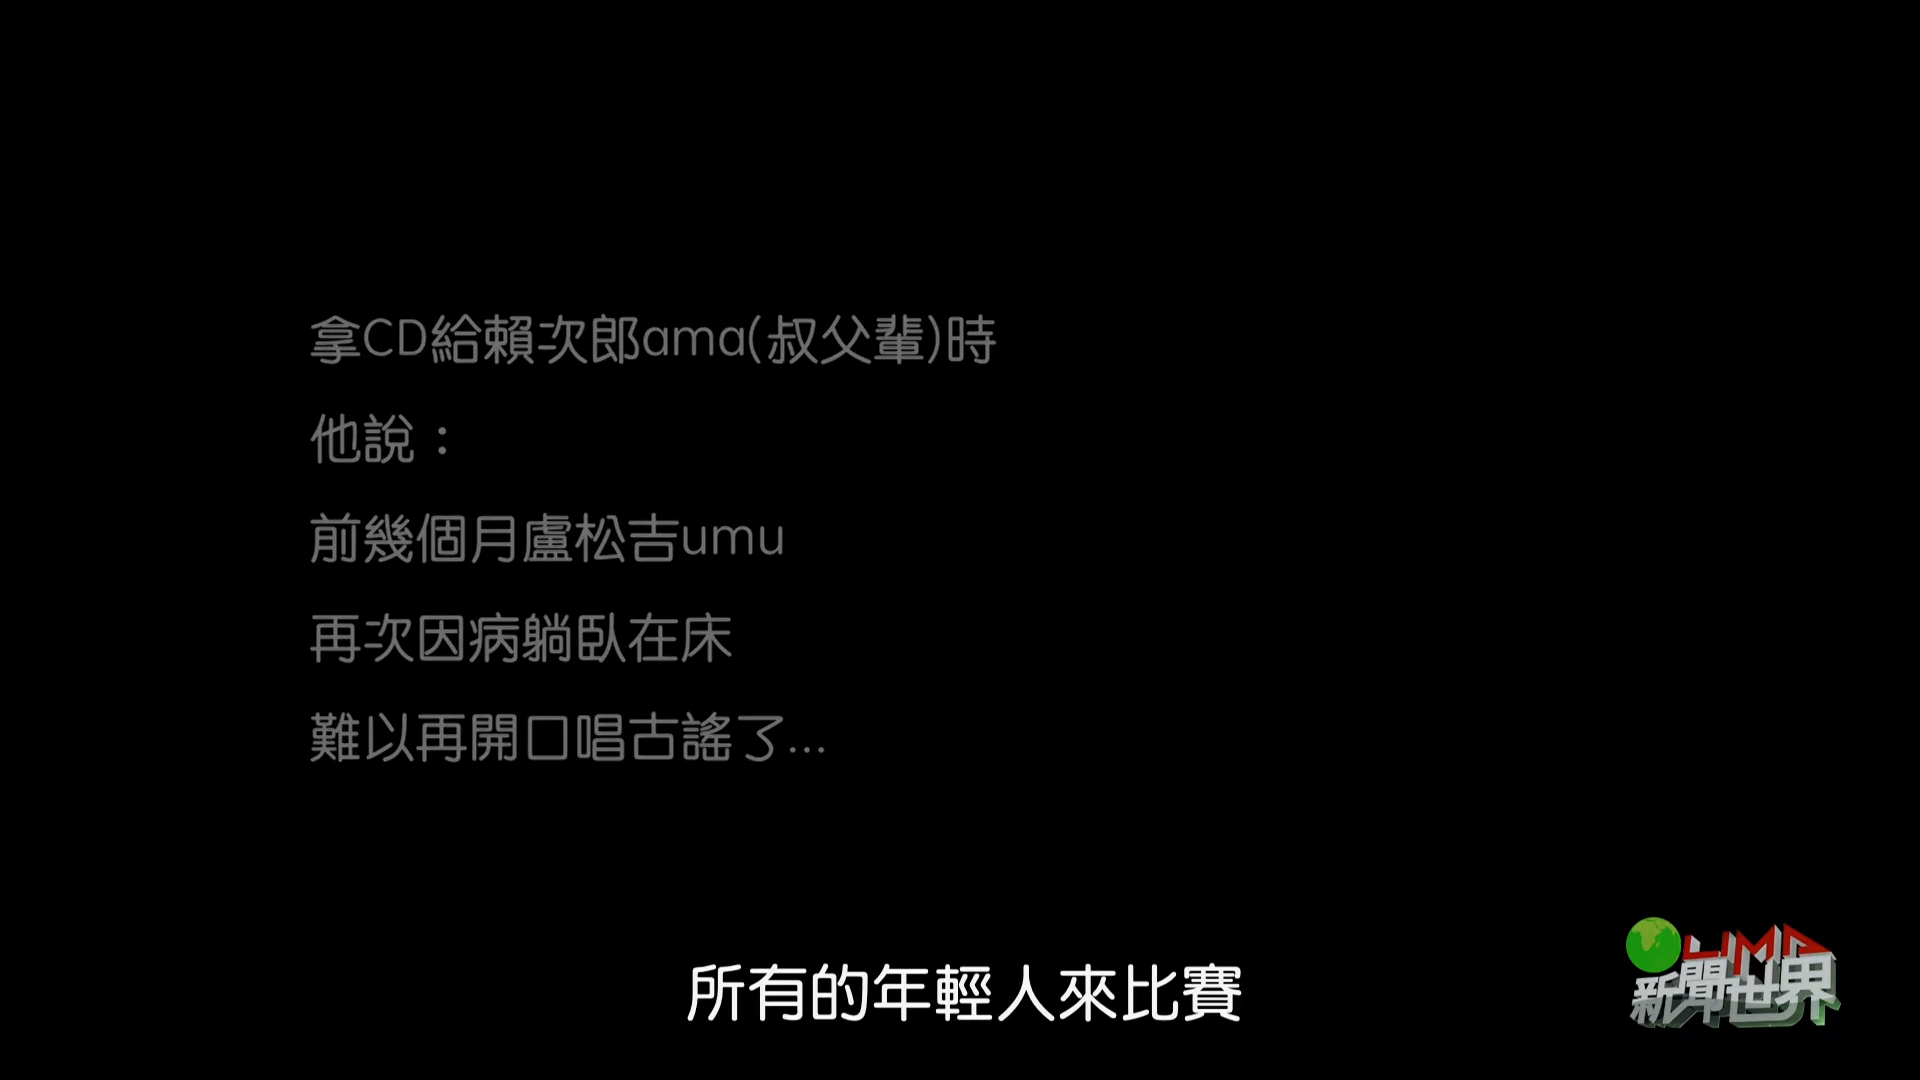 拿CD給賴次郎ama(叔父輩)時
他說：
前幾個月盧松吉umu
再次因病躺臥在床
難以再開口唱古謠了...
所有的年輕人來比賽
LIMA
新聞世界